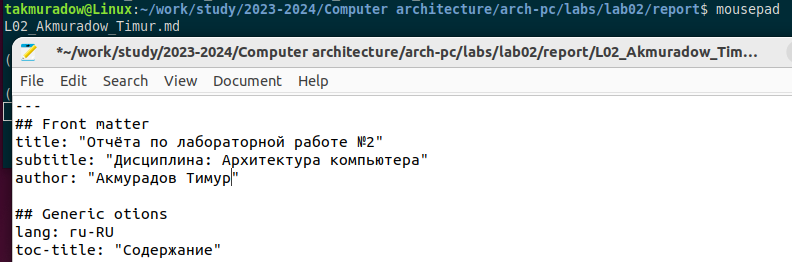 takmuradow@Linux:~/work/study/2023-2024/Computer architecture/arch-pc/labs/lab02/report$ mousepad
L02_Akmuradow_Timur.md
(
*~/work/study/2023-2024/Computer architecture/arch-pc/labs/lab02/report/L02_Akmuradow_Tim...
(
File Edit Search View Document Help
---
## Front matter
title: "Отчёта по лабораторной работе №2"
subtitle: "Дисциплина: Архитектура компьютера"
author: "Акмурадов Тимур"
## Generic otions
lang: ru-RU
toc-title: "Содержание"